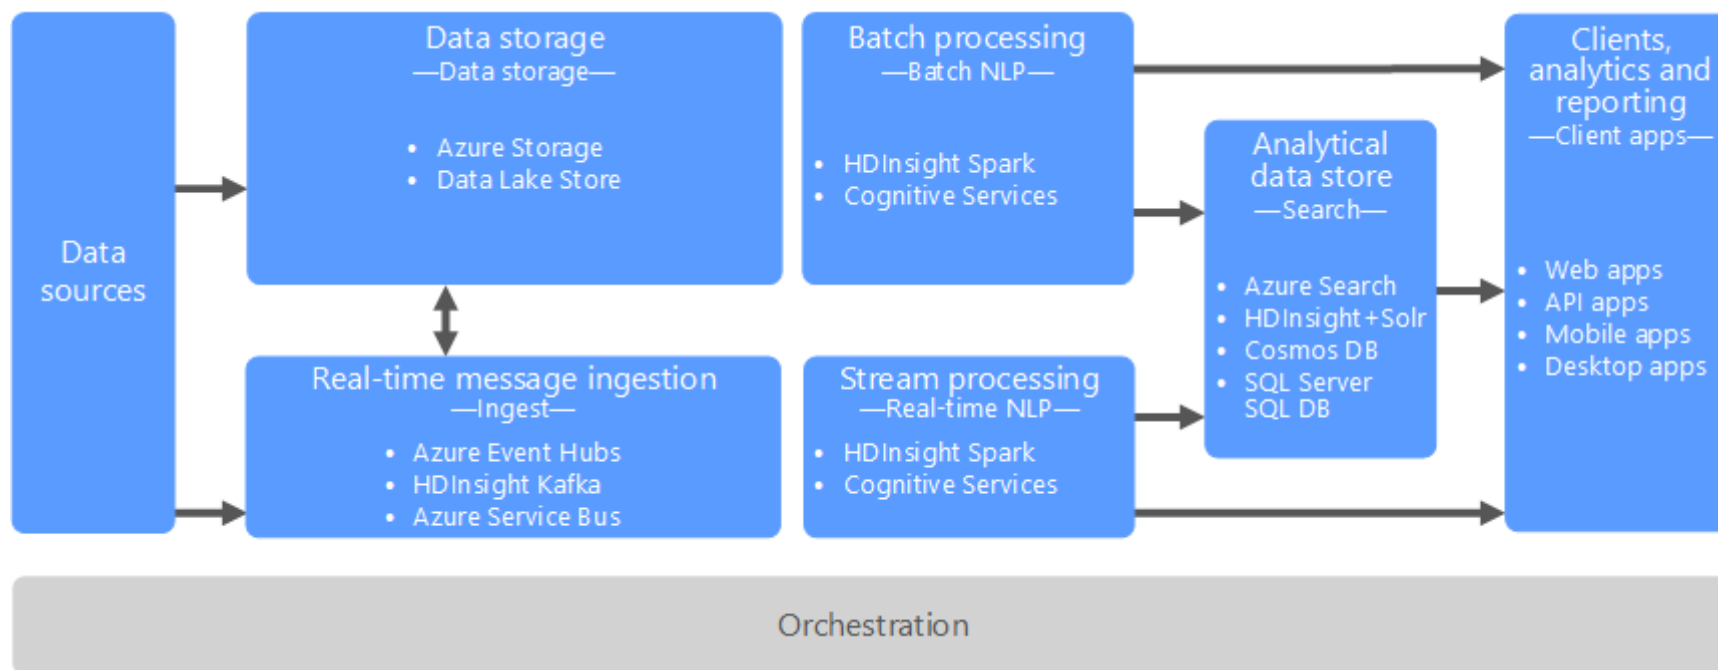 Data
sources
Data storage
—Data storage—
• Azure Storage
• Data Lake Store
Real-time message ingestion
—Ingest—
• Azure Event Hubs
• HDInsight Kafka
• Azure Service Bus
Batch processing
—Batch NLP—
• HDInsight Spark
• Cognitive Services
Stream processing
—Real-time NLP—
• HDInsight Spark
• Cognitive Services
Analytical
data store
—Search—
• Azure Search
• HDInsight+Solr
• Cosmos DB
• SQL Server
SQL DB
Clients,
analytics and
reporting
—Client apps—
• Web apps
• API apps
• Mobile apps
• Desktop apps
Orchestration